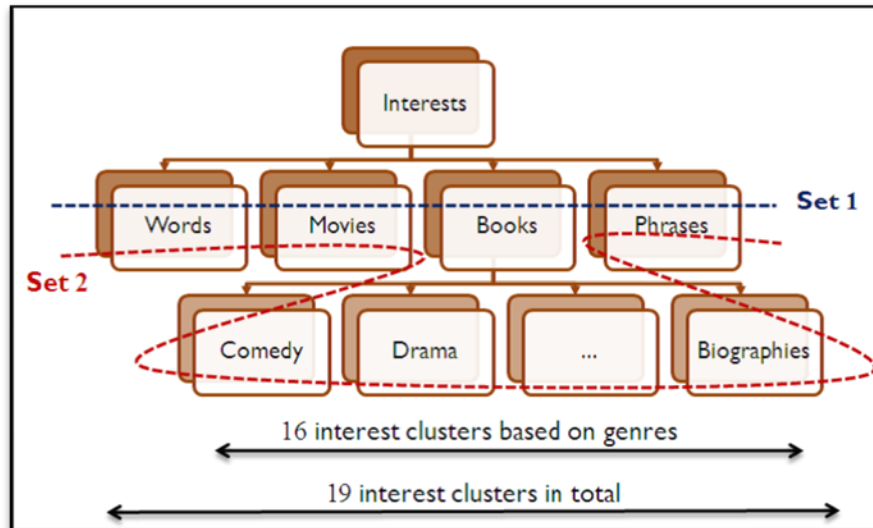 Interests
Words
Movies
Books
Phrases
Set 1
Set 2
Comedy
Drama
...
Biographies
16 interest clusters based on genres
19 interest clusters in total